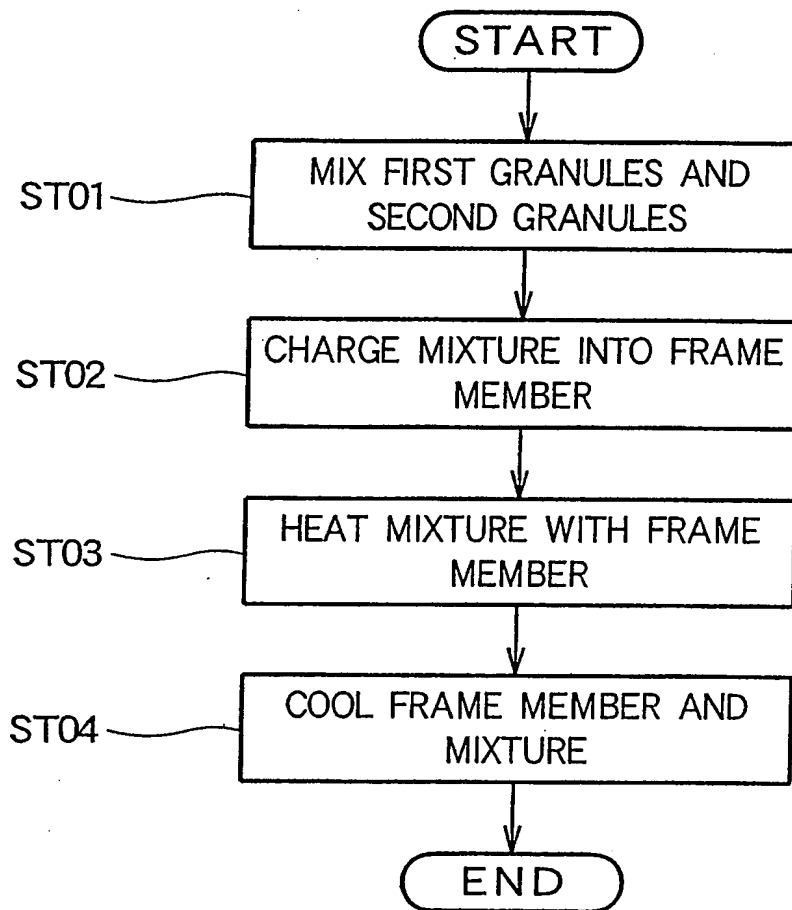 START
ST01
MIX FIRST GRANULES AND
SECOND GRANULES
ST02
CHARGE MIXTURE INTO FRAME
MEMBER
ST03
HEAT MIXTURE WITH FRAME
MEMBER
ST04
COOL FRAME MEMBER AND
MIXTURE
END